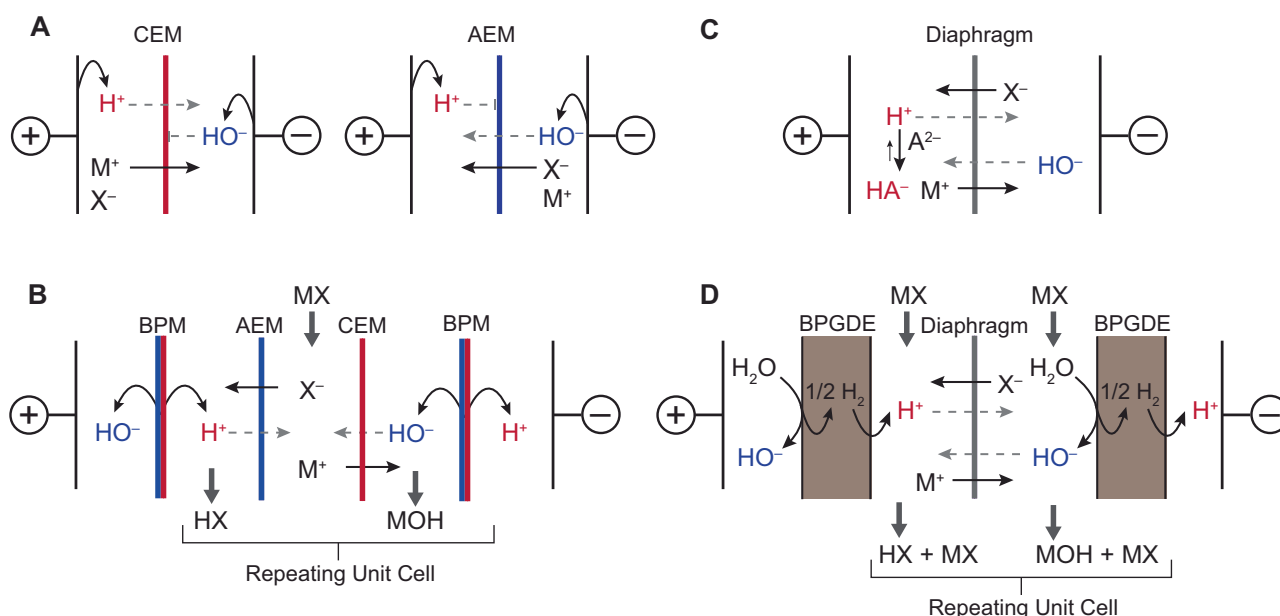 A
CEM
H⁺
HO⁻
M⁺
X⁻
+
−
AEM
H⁺
HO⁻
X⁻
M⁺
+
−
C
Diaphragm
X⁻
H⁺
A²⁻
HO⁻
HA⁻
M⁺
+
−
B
MX
BPM
AEM
CEM
BPM
X⁻
HO⁻
H⁺
HO⁻
H⁺
M⁺
+
−
HX
MOH
Repeating Unit Cell
D
MX
MX
BPGDE
Diaphragm
BPGDE
H₂O
1/2 H₂
X⁻
H₂O
1/2 H₂
H⁺
H⁺
HO⁻
HO⁻
M⁺
+
−
HX + MX
MOH + MX
Repeating Unit Cell